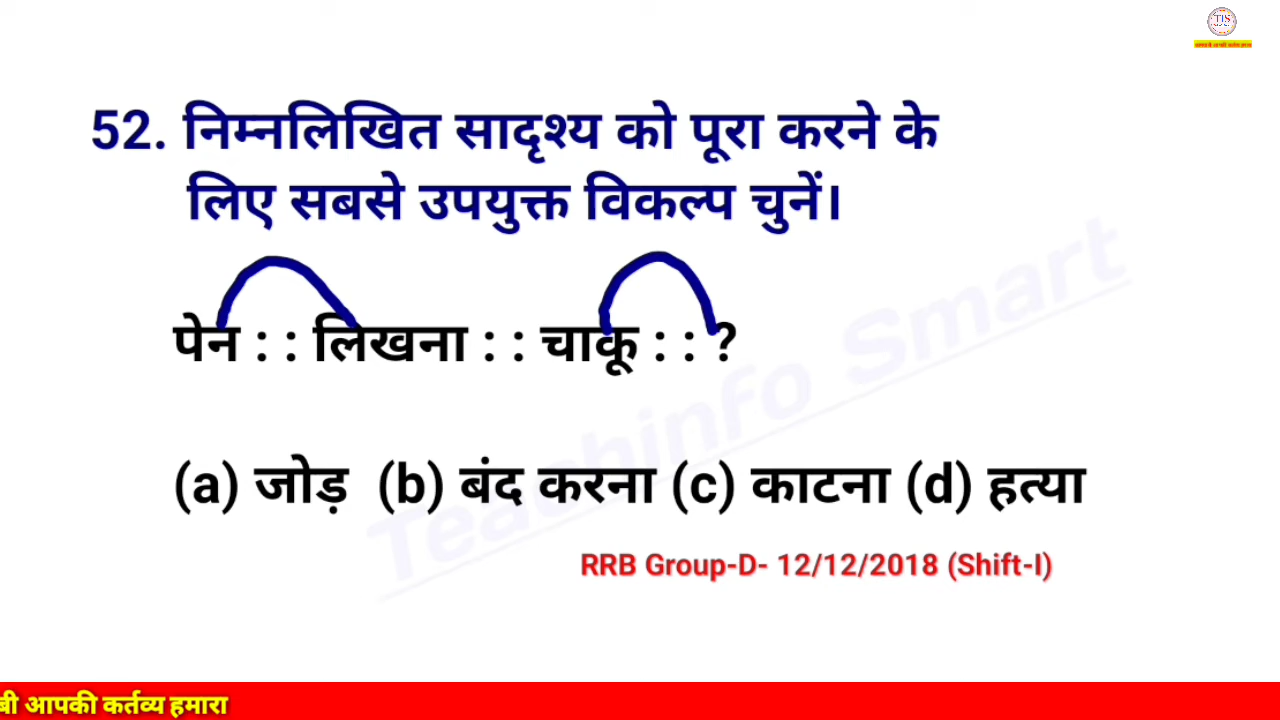 TIS
52. निम्नलिखित सादृश्य को पूरा करने के
लिए सबसे उपयुक्त विकल्प चुनें।
पेन : : लिखना : : चाकू : : ?
(a) जोड़ (b) बंद करना (c) काटना (d) हत्या
Teachinfo Smart
RRB Group-D- 12/12/2018 (Shift-I)
बी आपकी कर्तव्य हमारा